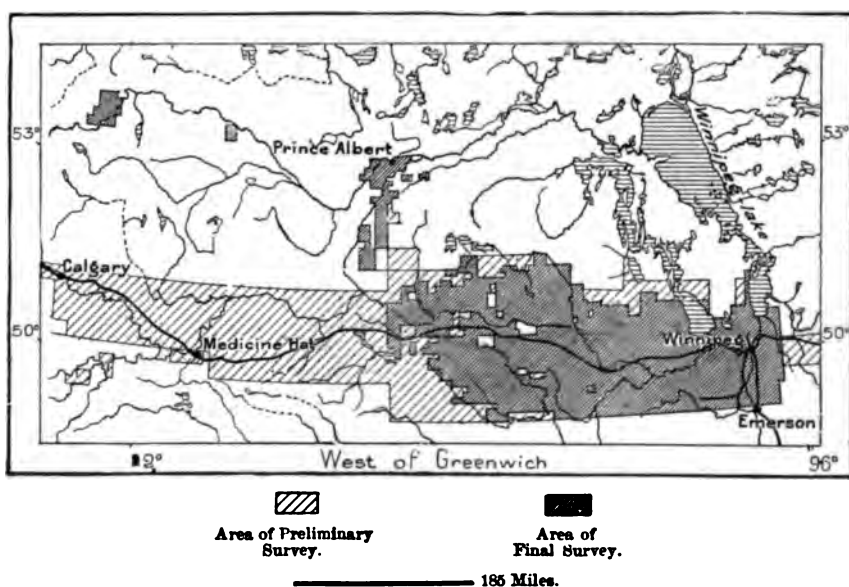 53°
53°
Prince Albert
Winnipeg lake
Calgary
50°
50°
Medicine Hat
Winnipeg
Emerson
West of Greenwich
96°
Area of Preliminary
Survey.
Area of
Final Survey.
185 Miles.